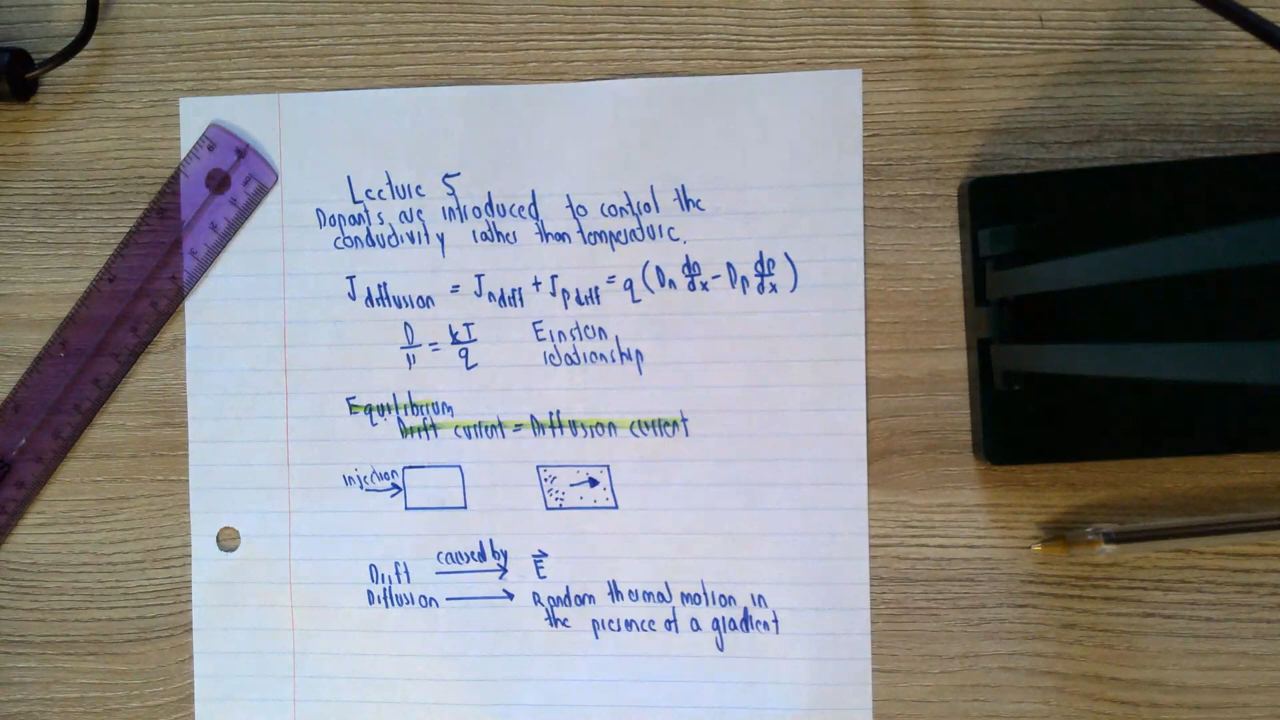 Lecture 5
Dopants are introduced to control the
conductivity rather than temperature.
J diffusion = J n diff + J p diff = q (Dn dn/dx - Dp dp/dx)
D/μ = kT/q Einstein
relationship
Equilibrium
Drift current = Diffusion current
injection
Drift caused by → E⃗
Diffusion → Random thermal motion in
the presence of a gradient